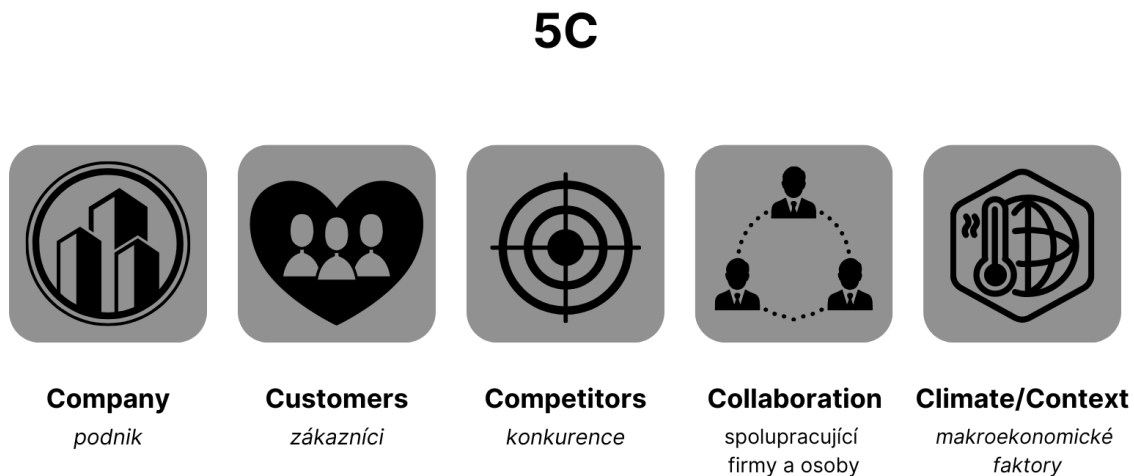 5C
Company
podnik
Customers
zákazníci
Competitors
konkurence
Collaboration
spolupracující
firmy a osoby
Climate/Context
makroekonomické
faktory